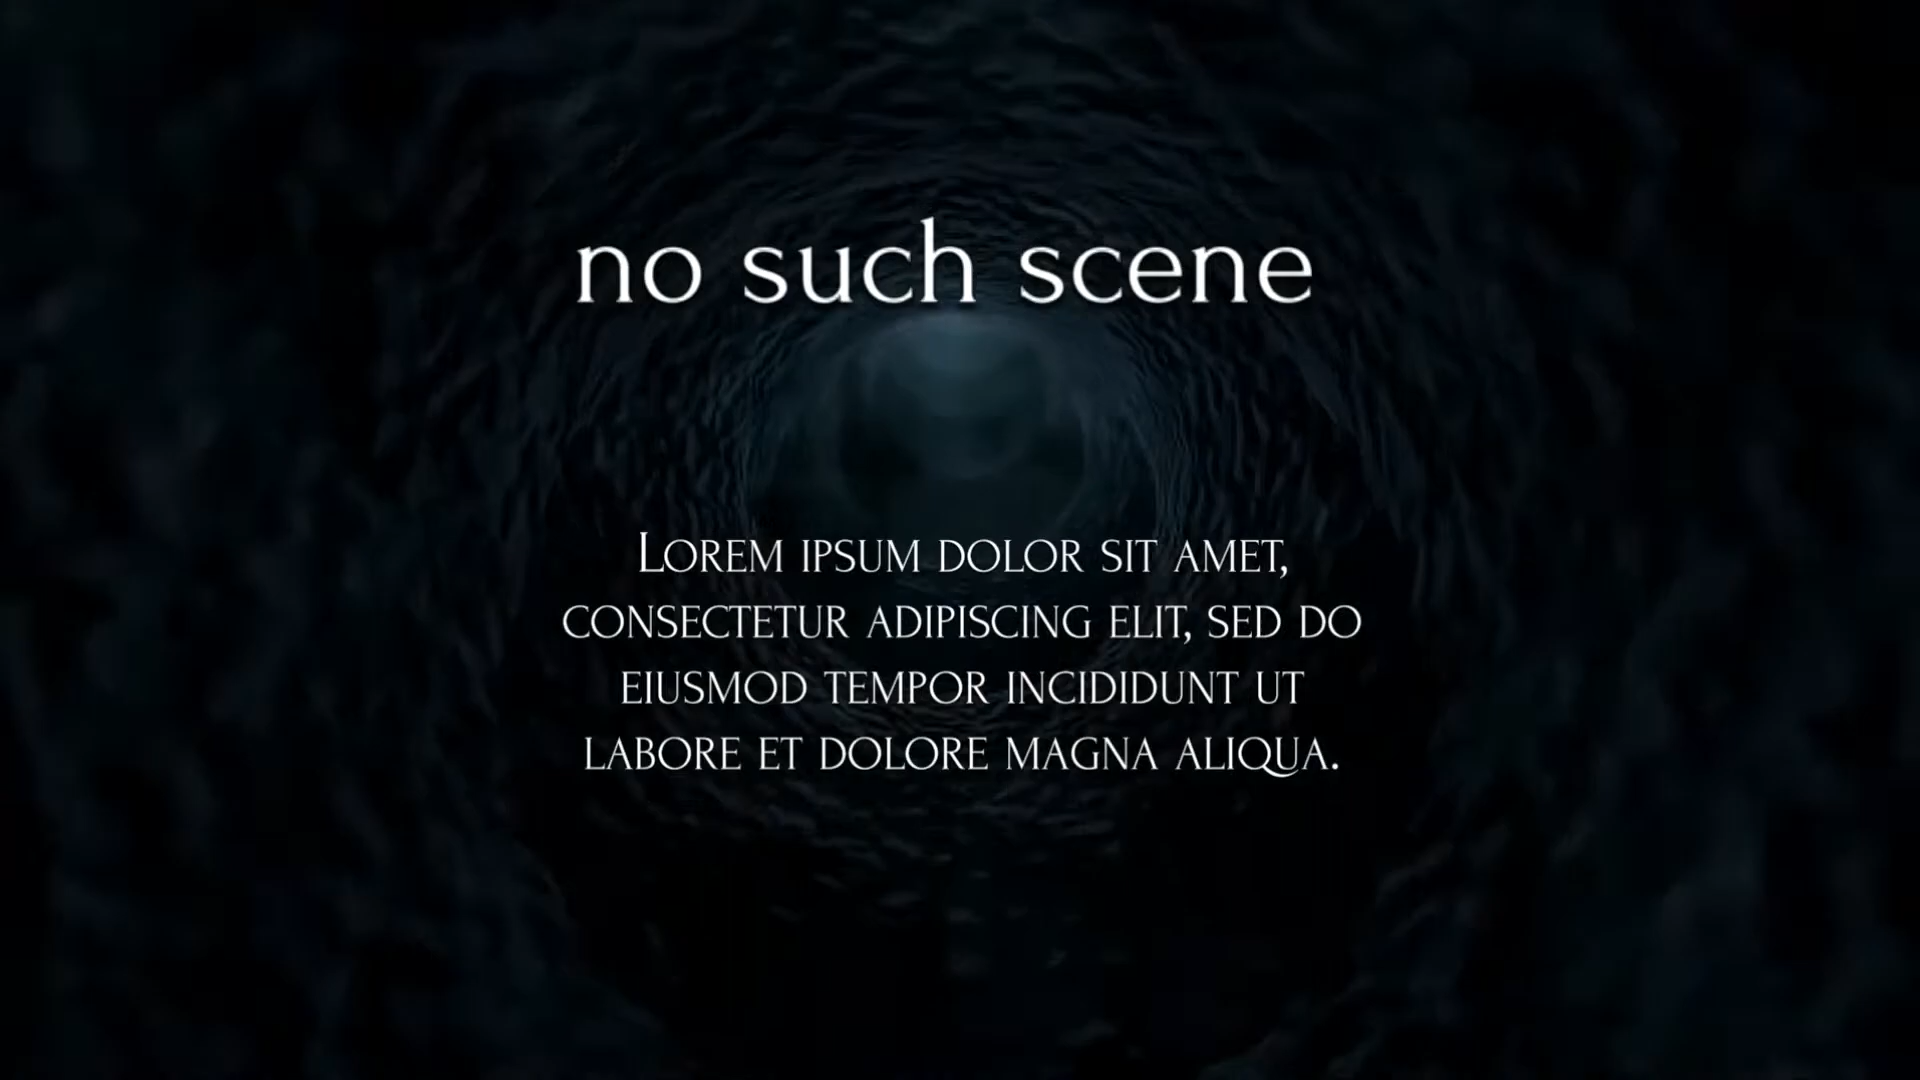 no such scene
Lorem ipsum dolor sit amet,
consectetur adipiscing elit, sed do
eiusmod tempor incididunt ut
labore et dolore magna aliqua.